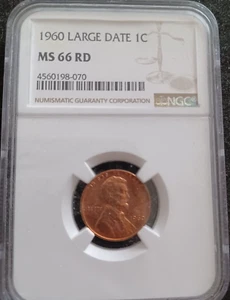 1960 LARGE DATE 1C
MS 66 RD
4560198-070
NUMISMATIC GUARANTY CORPORATION
NGC